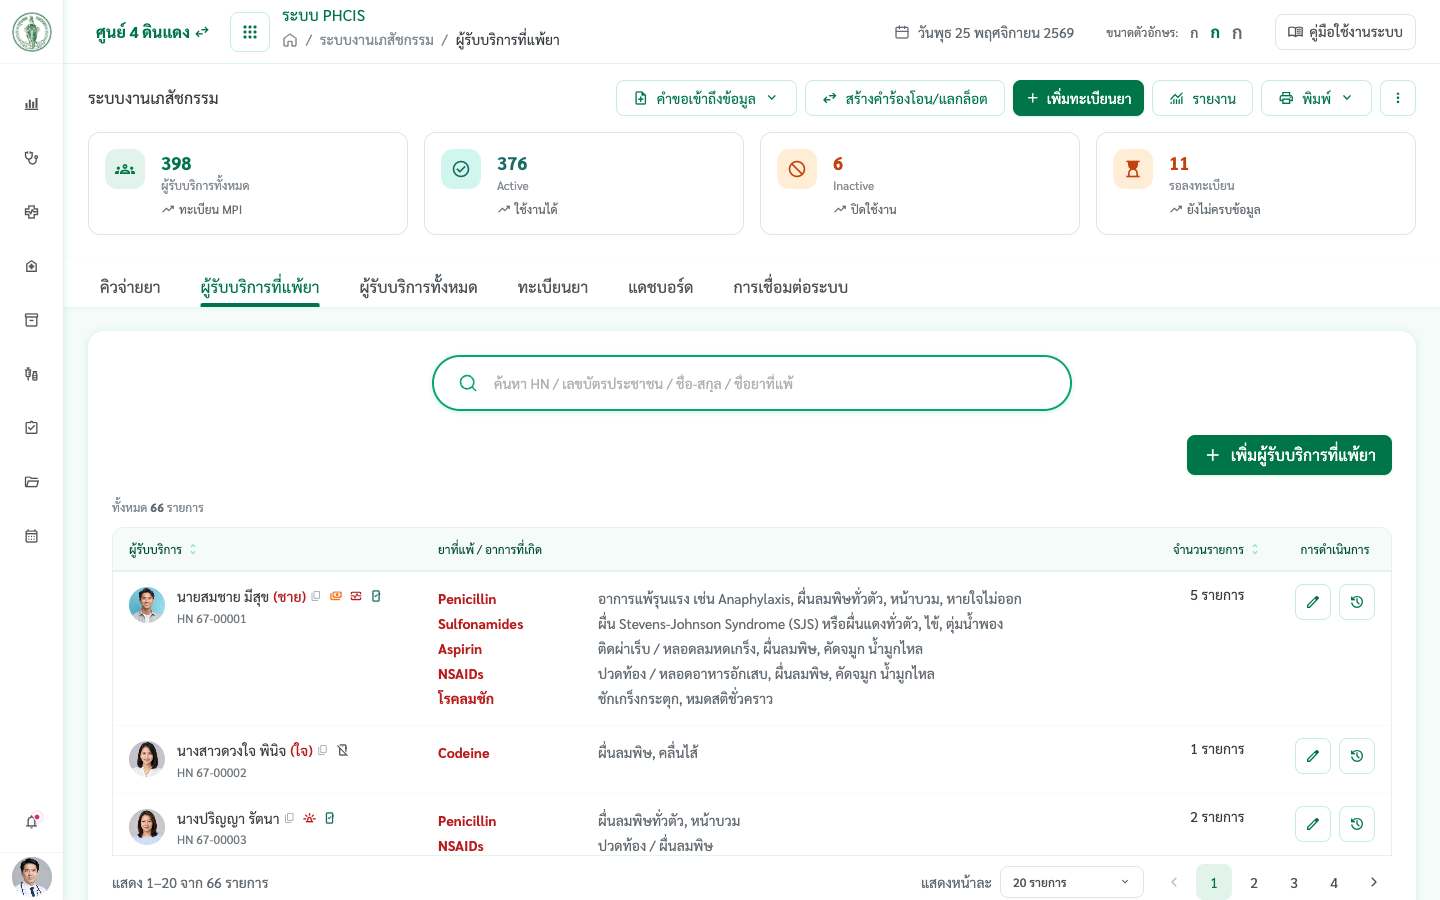 ศูนย์ 4 ดินแดง
ระบบ PHCIS
/ ระบบงานเภสัชกรรม / ผู้รับบริการที่แพ้ยา
วันพุธ 25 พฤศจิกายน 2569
ขนาดตัวอักษร: ก ก ก
คู่มือใช้งานระบบ
ระบบงานเภสัชกรรม
คำขอเข้าถึงข้อมูล
สร้างคำร้องโอน/แลกล็อต
+ เพิ่มทะเบียนยา
รายงาน
พิมพ์
398
ผู้รับบริการทั้งหมด
ทะเบียน MPI
376
Active
ใช้งานได้
6
Inactive
ปิดใช้งาน
11
รอลงทะเบียน
ยังไม่ครบข้อมูล
คิวจ่ายยา ผู้รับบริการที่แพ้ยา ผู้รับบริการทั้งหมด ทะเบียนยา แดชบอร์ด การเชื่อมต่อระบบ
ค้นหา HN / เลขบัตรประชาชน / ชื่อ-สกุล / ชื่อยาที่แพ้
+ เพิ่มผู้รับบริการที่แพ้ยา
ทั้งหมด 66 รายการ
ผู้รับบริการ ยาที่แพ้ / อาการที่เกิด จำนวนรายการ การดำเนินการ
นายสมชาย มีสุข (ชาย)
HN 67-00001
Penicillin อาการแพ้รุนแรง เช่น Anaphylaxis, ผื่นลมพิษทั่วตัว, หน้าบวม, หายใจไม่ออก
Sulfonamides ผื่น Stevens-Johnson Syndrome (SJS) หรือผื่นแดงทั่วตัว, ไข้, ตุ่มน้ำพอง
Aspirin ติดผ่าเร็บ / หลอดลมหดเกร็ง, ผื่นลมพิษ, คัดจมูก น้ำมูกไหล
NSAIDs ปวดท้อง / หลอดอาหารอักเสบ, ผื่นลมพิษ, คัดจมูก น้ำมูกไหล
โรคลมชัก ชักเกร็งกระตุก, หมดสติชั่วคราว
5 รายการ
นางสาวดวงใจ พินิจ (ใจ)
HN 67-00002
Codeine ผื่นลมพิษ, คลื่นไส้
1 รายการ
นางปริญญา รัตนา
HN 67-00003
Penicillin ผื่นลมพิษทั่วตัว, หน้าบวม
NSAIDs ปวดท้อง / ผื่นลมพิษ
2 รายการ
แสดง 1–20 จาก 66 รายการ
แสดงหน้าละ 20 รายการ
1 2 3 4